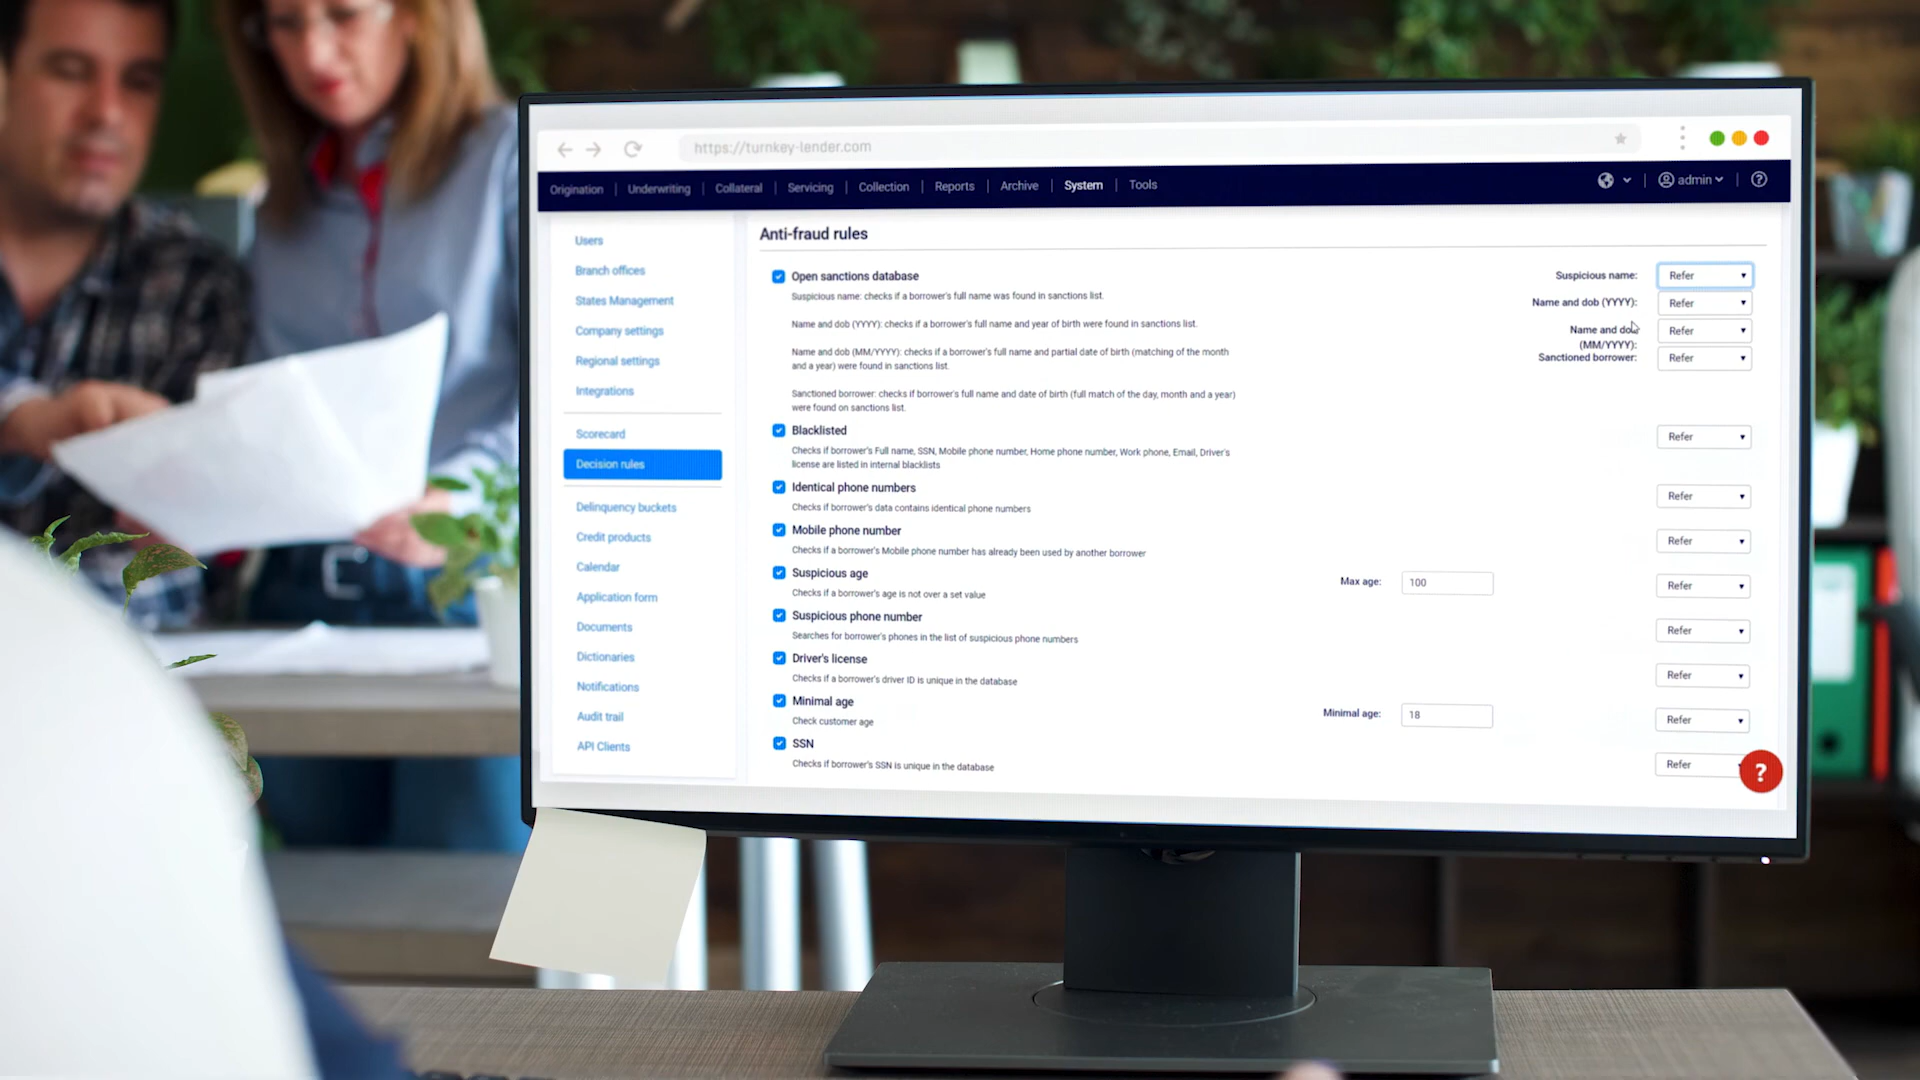 https://turnkey-lender.com
Origination | Underwriting | Collateral | Servicing | Collection | Reports | Archive | System | Tools
admin
Users
Branch offices
States Management
Company settings
Regional settings
Integrations
Scorecard
Decision rules
Delinquency buckets
Credit products
Calendar
Application form
Documents
Dictionaries
Notifications
Audit trail
API Clients
Anti-fraud rules
Open sanctions database
Suspicious name: checks if a borrower's full name was found in sanctions list.
Name and dob (YYYY): checks if a borrower's full name and year of birth were found in sanctions list.
Name and dob (MM/YYYY): checks if a borrower's full name and partial date of birth (matching of the month
and a year) were found in sanctions list.
Sanctioned borrower: checks if borrower's full name and date of birth (full match of the day, month and a year)
were found on sanctions list.
Suspicious name: Refer
Name and dob (YYYY): Refer
Name and dob Refer
(MM/YYYY):
Sanctioned borrower: Refer
Blacklisted Refer
Checks if borrower's Full name, SSN, Mobile phone number, Home phone number, Work phone, Email, Driver's
license are listed in internal blacklists
Identical phone numbers Refer
Checks if borrower's data contains identical phone numbers
Mobile phone number Refer
Checks if a borrower's Mobile phone number has already been used by another borrower
Suspicious age Max age: 100 Refer
Checks if a borrower's age is not over a set value
Suspicious phone number Refer
Searches for borrower's phones in the list of suspicious phone numbers
Driver's license Refer
Checks if a borrower's driver ID is unique in the database
Minimal age Minimal age: 18 Refer
Check customer age
SSN Refer
Checks if borrower's SSN is unique in the database
?